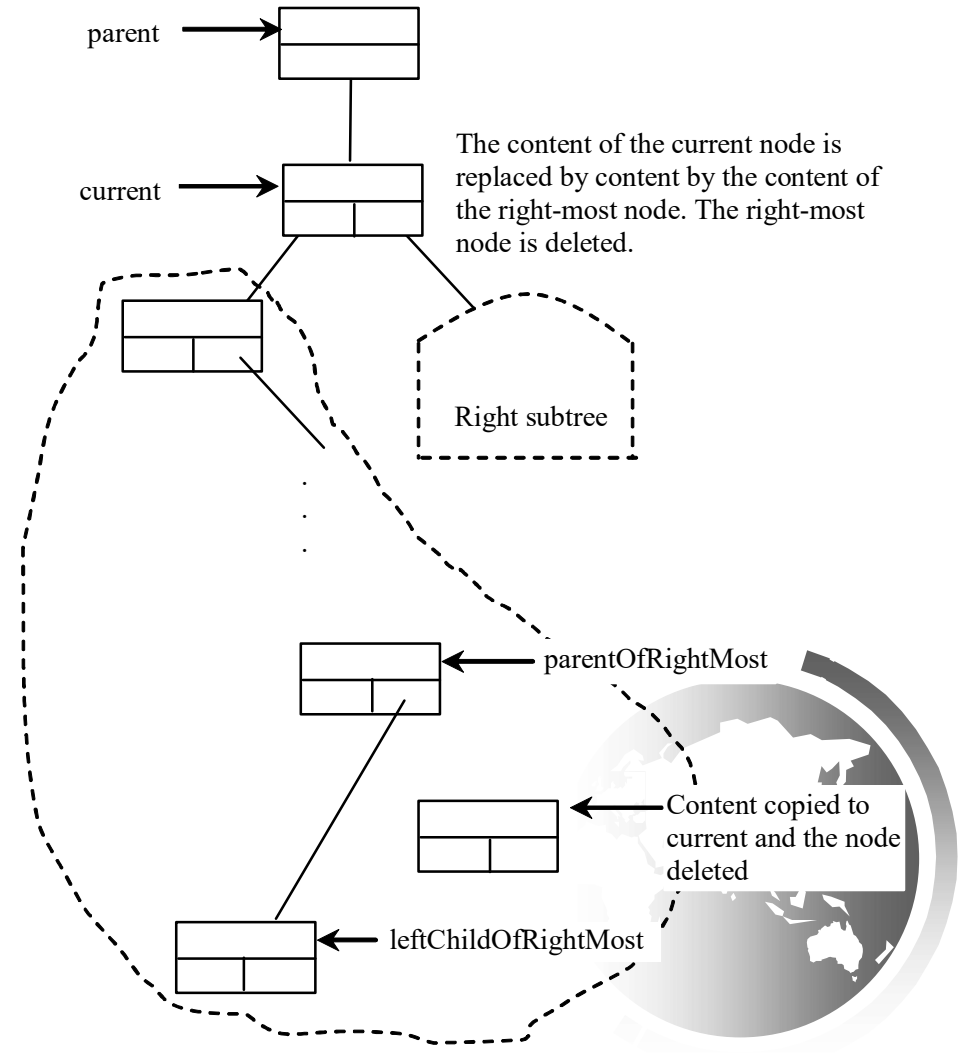 parent
The content of the current node is
replaced by content by the content of
the right-most node. The right-most
node is deleted.
current
Right subtree
.
.
.
parentOfRightMost
Content copied to
current and the node
deleted
leftChildOfRightMost